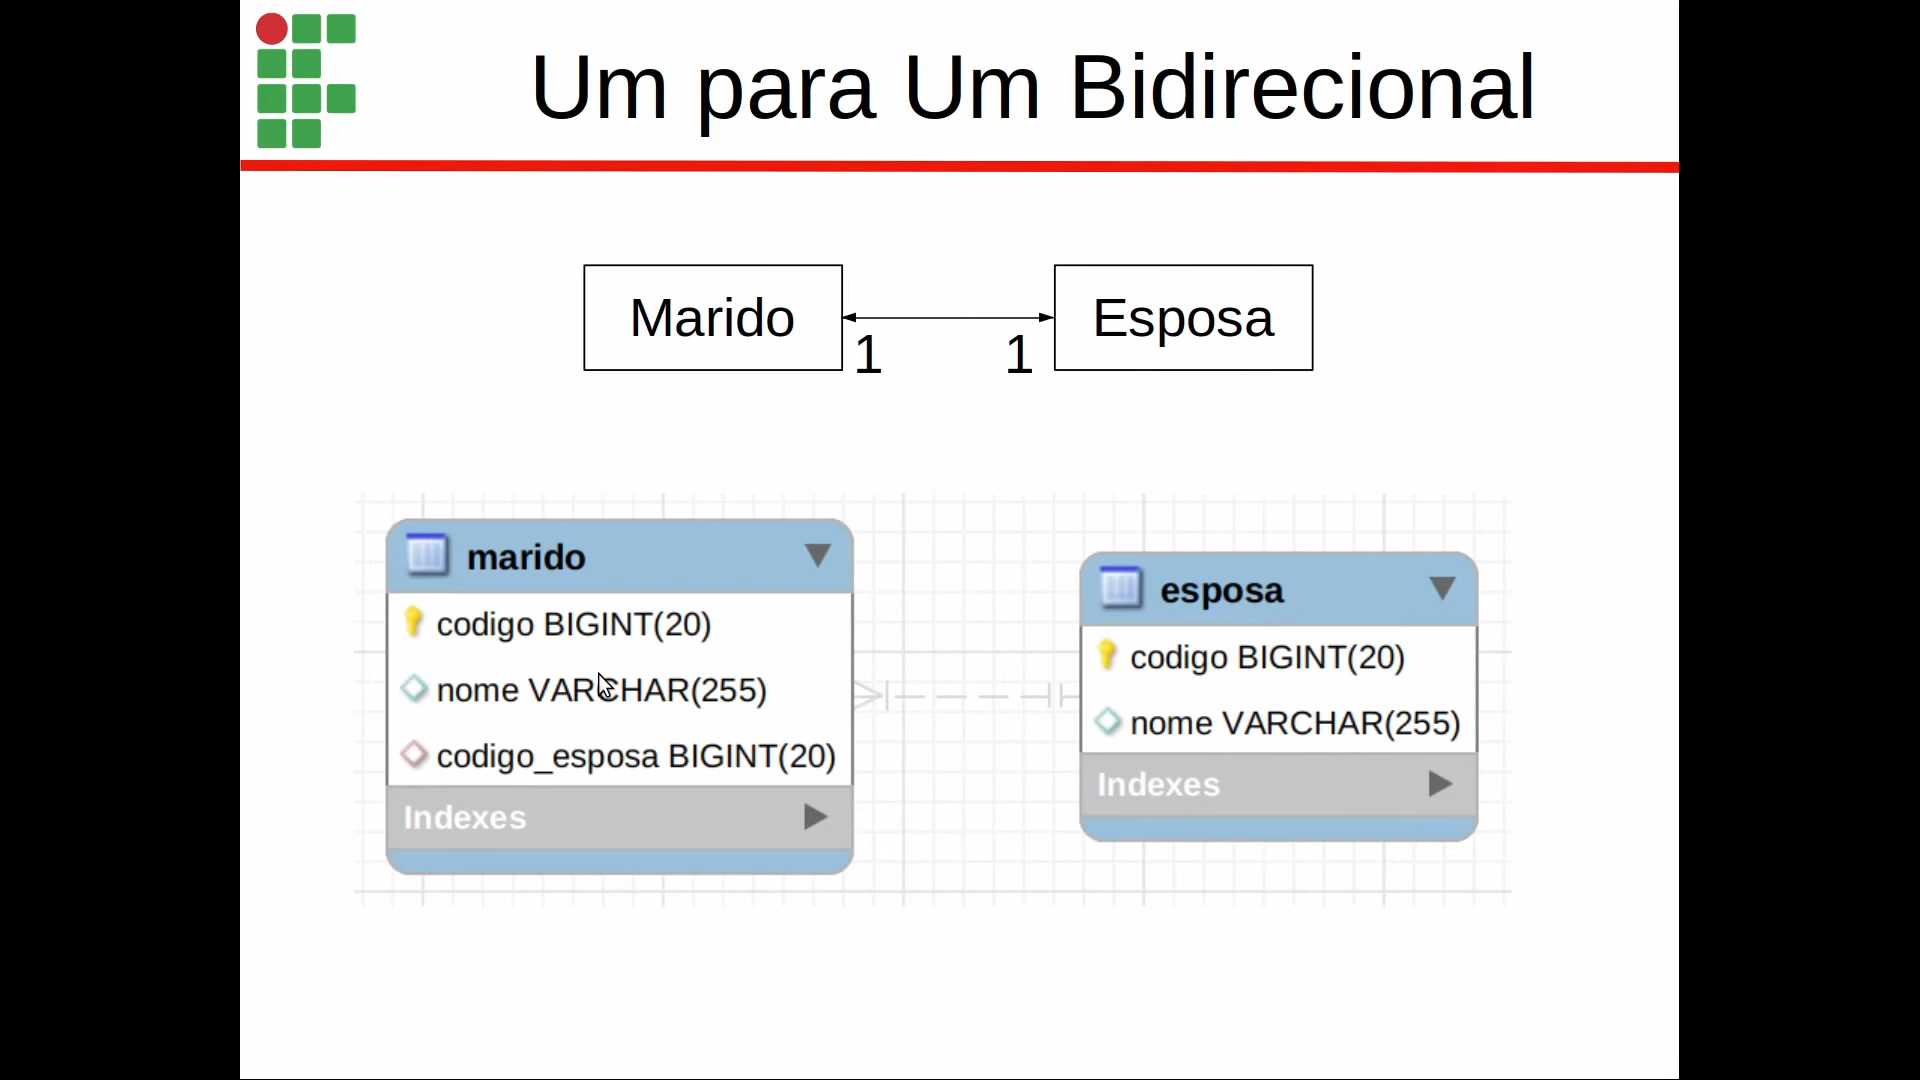 Um para Um Bidirecional
Marido
Esposa
1
1
marido
codigo BIGINT(20)
nome VARCHAR(255)
codigo_esposa BIGINT(20)
Indexes
esposa
codigo BIGINT(20)
nome VARCHAR(255)
Indexes